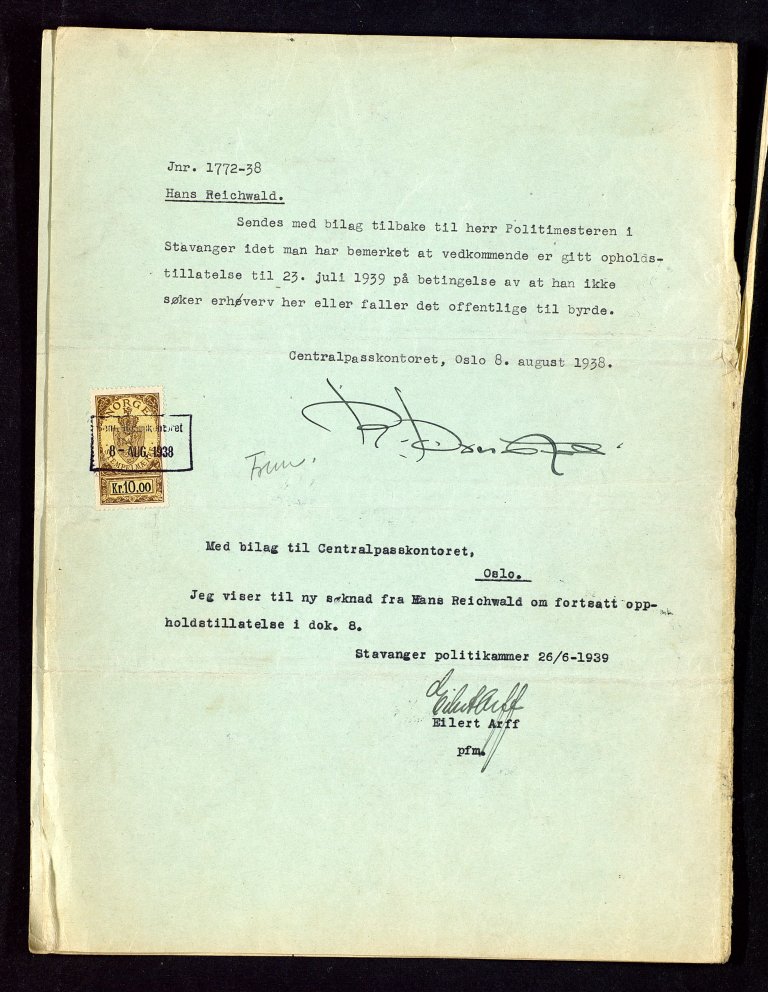 Jnr. 1772-38
Hans Reichwald.
Sendes med bilag tilbake til herr Politimesteren i
Stavanger idet man har bemerket at vedkommende er gitt opholds-
tillatelse til 23. juli 1939 på betingelse av at han ikke
søker erhverv her eller faller det offentlige til byrde.
Centralpasskontoret, Oslo 8. august 1938.
NORGE
8 - AUG. 1938
Kr.10.00
Med bilag til Centralpasskontoret,
Oslo.
Jeg viser til ny søknad fra Hans Reichwald om fortsatt opp-
holdstillatelse i dok. 8.
Stavanger politikammer 26/6-1939
Eilert Arff
Eilert Arff
pfm.